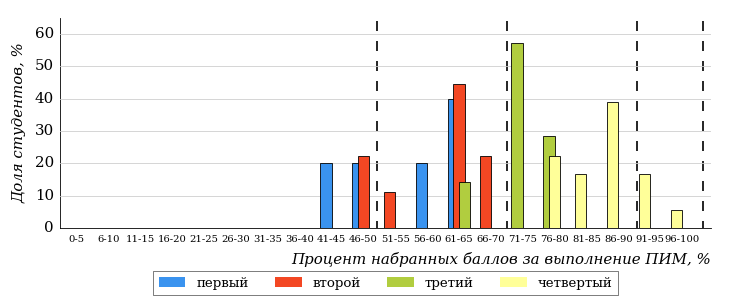 Доля студентов, %
60
50
40
30
20
10
0
0-5 6-10 11-15 16-20 21-25 26-30 31-35 36-40 41-45 46-50 51-55 56-60 61-65 66-70 71-75 76-80 81-85 86-90 91-95 96-100
Процент набранных баллов за выполнение ПИМ, %
первый второй третий четвертый